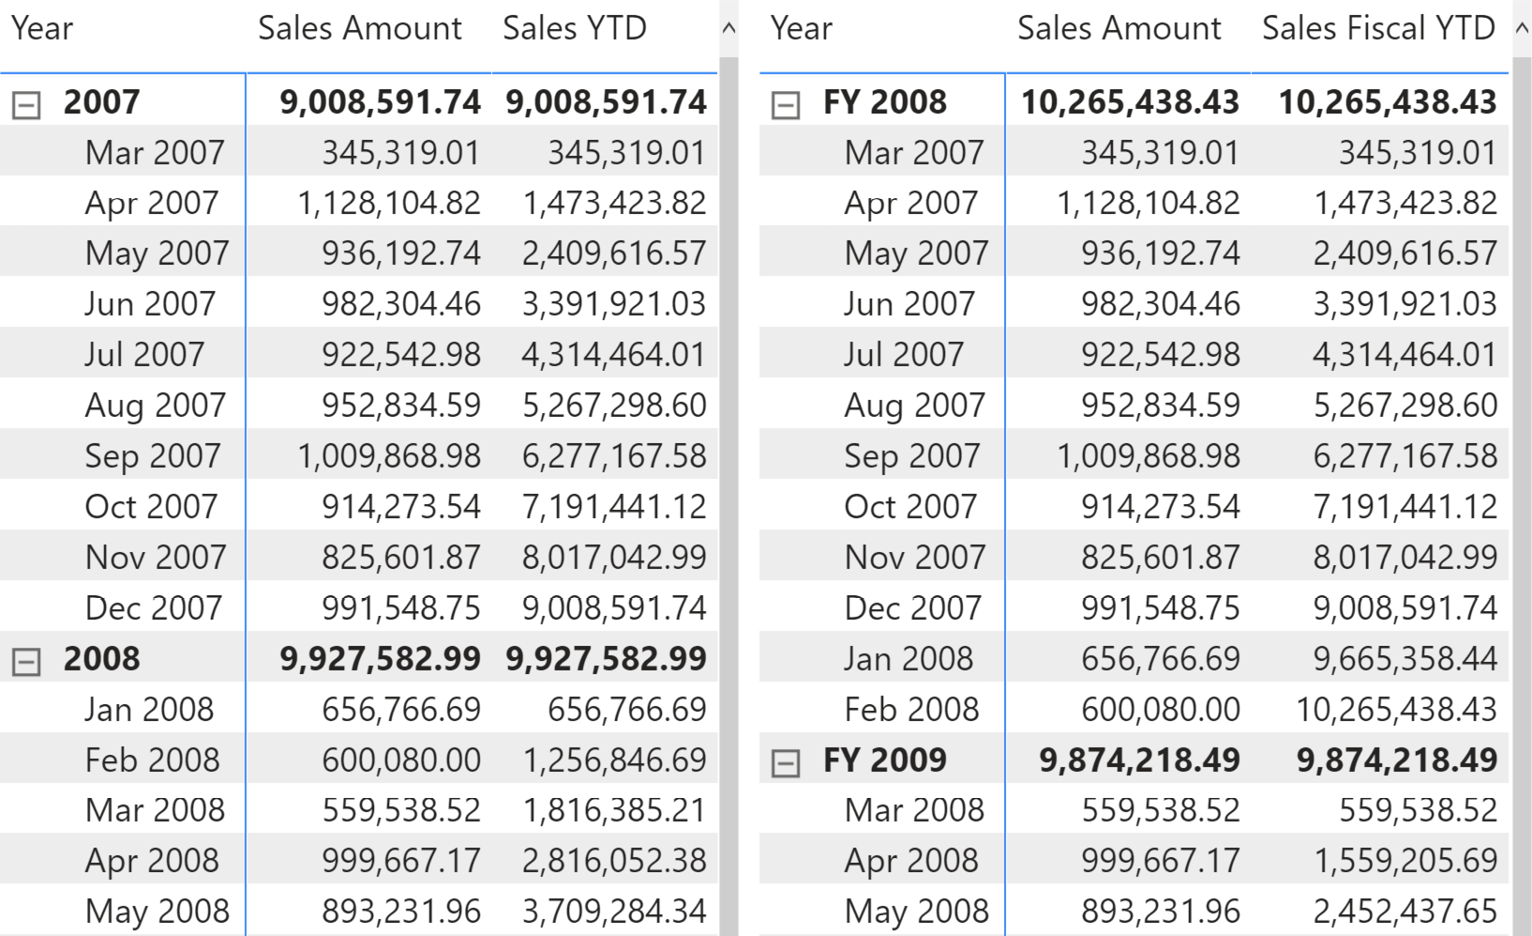 Year Sales Amount Sales YTD Year Sales Amount Sales Fiscal YTD
2007 9,008,591.74 9,008,591.74 FY 2008 10,265,438.43 10,265,438.43
Mar 2007 345,319.01 345,319.01 Mar 2007 345,319.01 345,319.01
Apr 2007 1,128,104.82 1,473,423.82 Apr 2007 1,128,104.82 1,473,423.82
May 2007 936,192.74 2,409,616.57 May 2007 936,192.74 2,409,616.57
Jun 2007 982,304.46 3,391,921.03 Jun 2007 982,304.46 3,391,921.03
Jul 2007 922,542.98 4,314,464.01 Jul 2007 922,542.98 4,314,464.01
Aug 2007 952,834.59 5,267,298.60 Aug 2007 952,834.59 5,267,298.60
Sep 2007 1,009,868.98 6,277,167.58 Sep 2007 1,009,868.98 6,277,167.58
Oct 2007 914,273.54 7,191,441.12 Oct 2007 914,273.54 7,191,441.12
Nov 2007 825,601.87 8,017,042.99 Nov 2007 825,601.87 8,017,042.99
Dec 2007 991,548.75 9,008,591.74 Dec 2007 991,548.75 9,008,591.74
2008 9,927,582.99 9,927,582.99 Jan 2008 656,766.69 9,665,358.44
Jan 2008 656,766.69 656,766.69 Feb 2008 600,080.00 10,265,438.43
Feb 2008 600,080.00 1,256,846.69 FY 2009 9,874,218.49 9,874,218.49
Mar 2008 559,538.52 1,816,385.21 Mar 2008 559,538.52 559,538.52
Apr 2008 999,667.17 2,816,052.38 Apr 2008 999,667.17 1,559,205.69
May 2008 893,231.96 3,709,284.34 May 2008 893,231.96 2,452,437.65